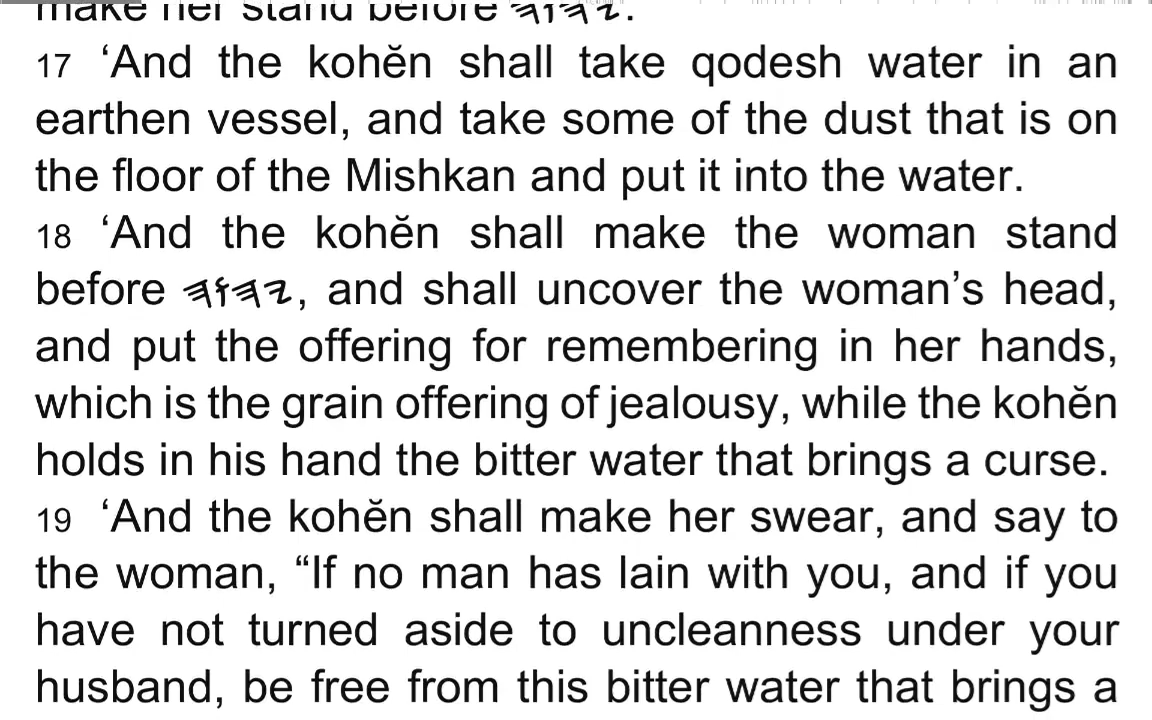 make her stand before 𐤉𐤄𐤅𐤄.
17 ‘And the kohĕn shall take qodesh water in an
earthen vessel, and take some of the dust that is on
the floor of the Mishkan and put it into the water.
18 ‘And the kohĕn shall make the woman stand
before 𐤉𐤄𐤅𐤄, and shall uncover the woman’s head,
and put the offering for remembering in her hands,
which is the grain offering of jealousy, while the kohĕn
holds in his hand the bitter water that brings a curse.
19 ‘And the kohĕn shall make her swear, and say to
the woman, “If no man has lain with you, and if you
have not turned aside to uncleanness under your
husband, be free from this bitter water that brings a